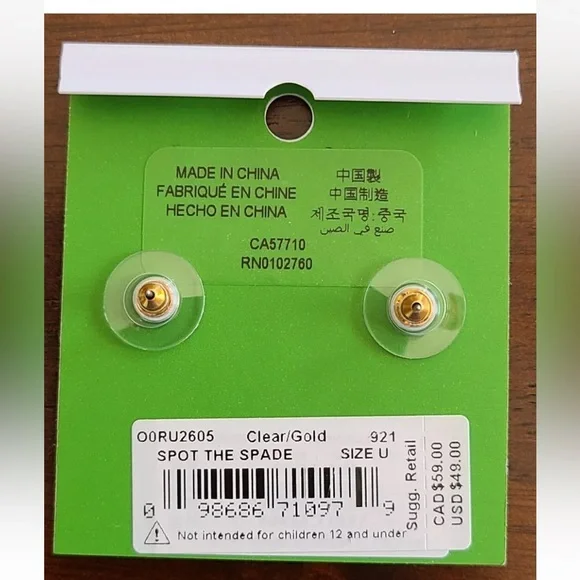 MADE IN CHINA
FABRIQUÉ EN CHINE
HECHO EN CHINA
中国製
中国制造
제조국명:중국
صنع في الصين
CA57710
RN0102760
O0RU2605 Clear/Gold 921
SPOT THE SPADE SIZE U
0 98686 71097 9
Not intended for children 12 and under
Sugg. Retail
CAD $59.00
USD $49.00